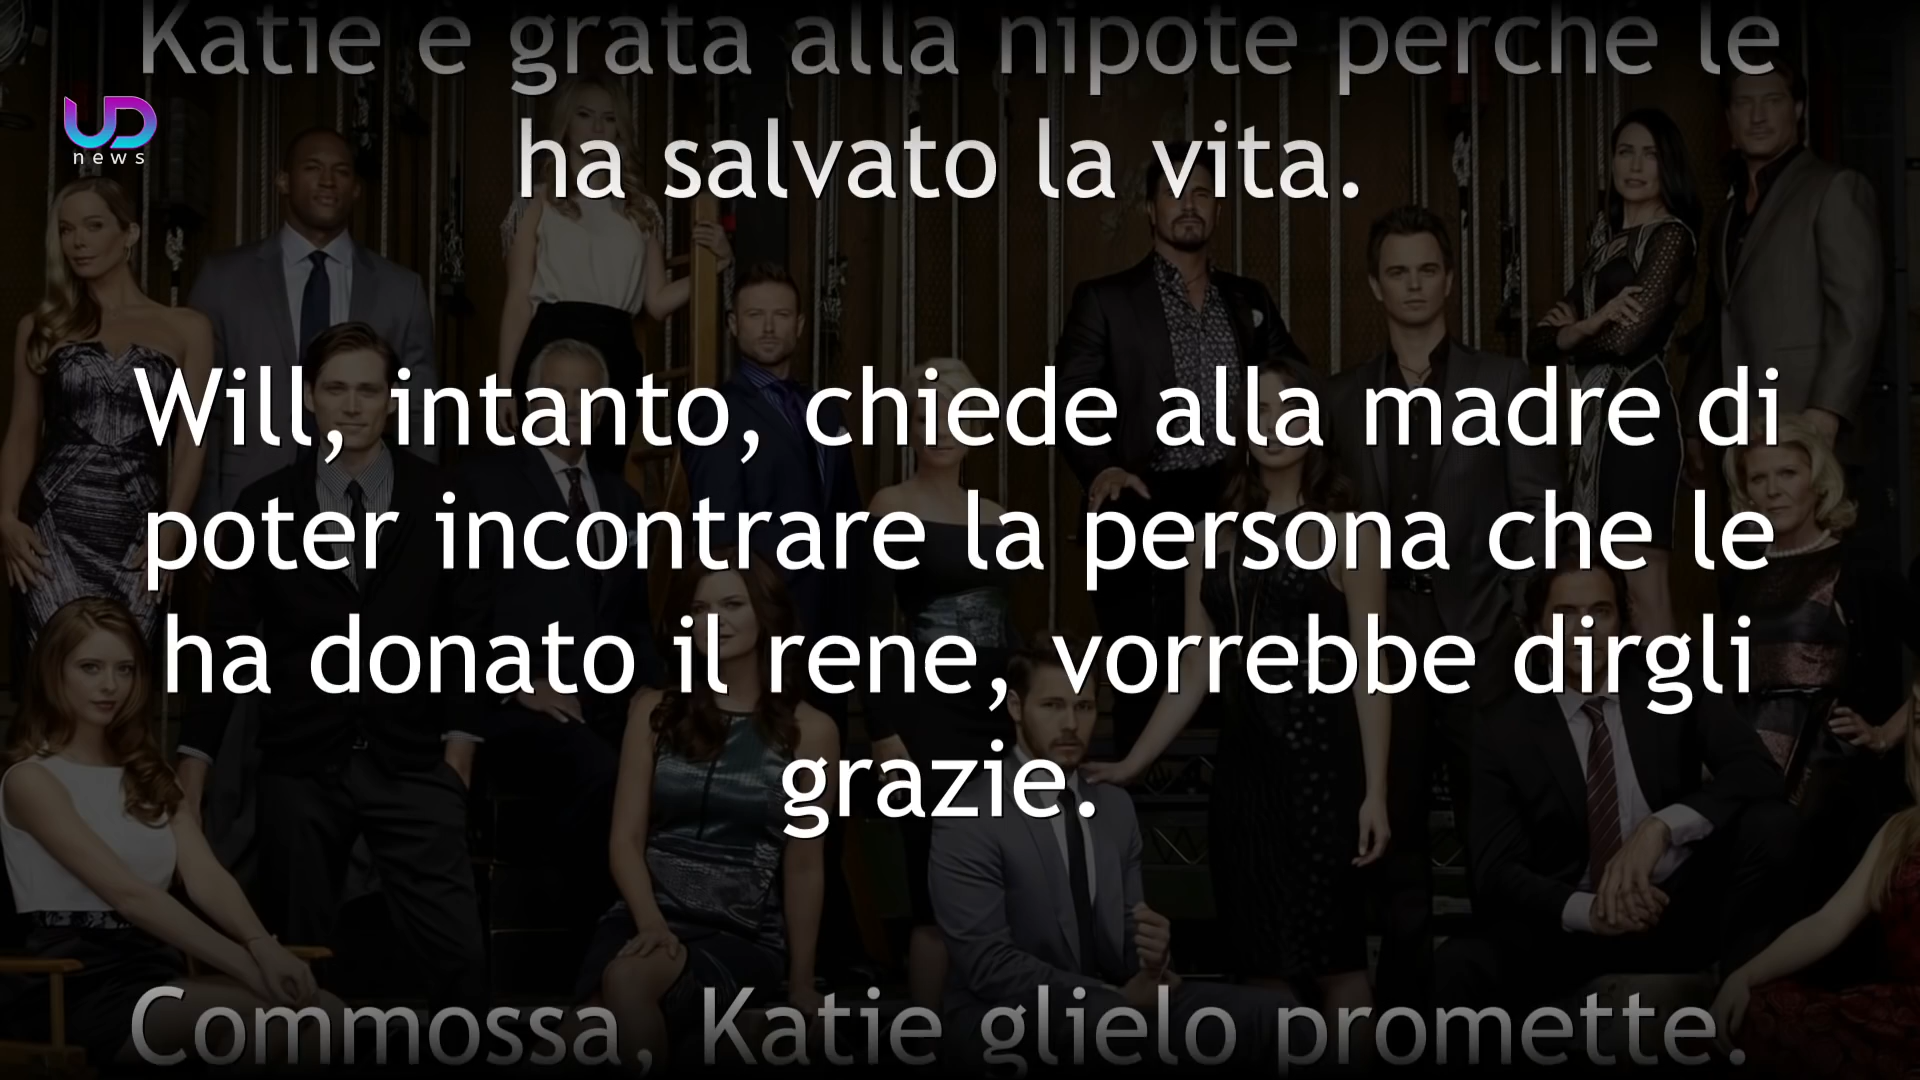 Katie è grata alla nipote perché le
UD
news
ha salvato la vita.
Will, intanto, chiede alla madre di
poter incontrare la persona che le
ha donato il rene, vorrebbe dirgli
grazie.
Commossa, Katie glielo promette.